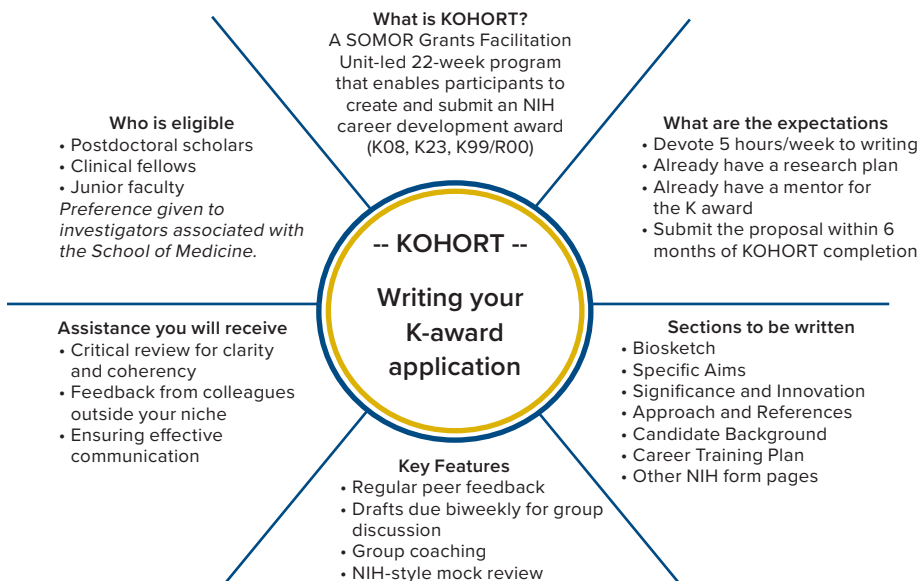 What is KOHORT?
A SOMOR Grants Facilitation
Unit-led 22-week program
that enables participants to
create and submit an NIH
career development award
(K08, K23, K99/R00)
Who is eligible
• Postdoctoral scholars
• Clinical fellows
• Junior faculty
Preference given to
investigators associated with
the School of Medicine.
What are the expectations
• Devote 5 hours/week to writing
• Already have a research plan
• Already have a mentor for
the K award
• Submit the proposal within 6
months of KOHORT completion
-- KOHORT --
Writing your
K-award
application
Assistance you will receive
• Critical review for clarity
and coherency
• Feedback from colleagues
outside your niche
• Ensuring effective
communication
Sections to be written
• Biosketch
• Specific Aims
• Significance and Innovation
• Approach and References
• Candidate Background
• Career Training Plan
• Other NIH form pages
Key Features
• Regular peer feedback
• Drafts due biweekly for group
discussion
• Group coaching
• NIH-style mock review